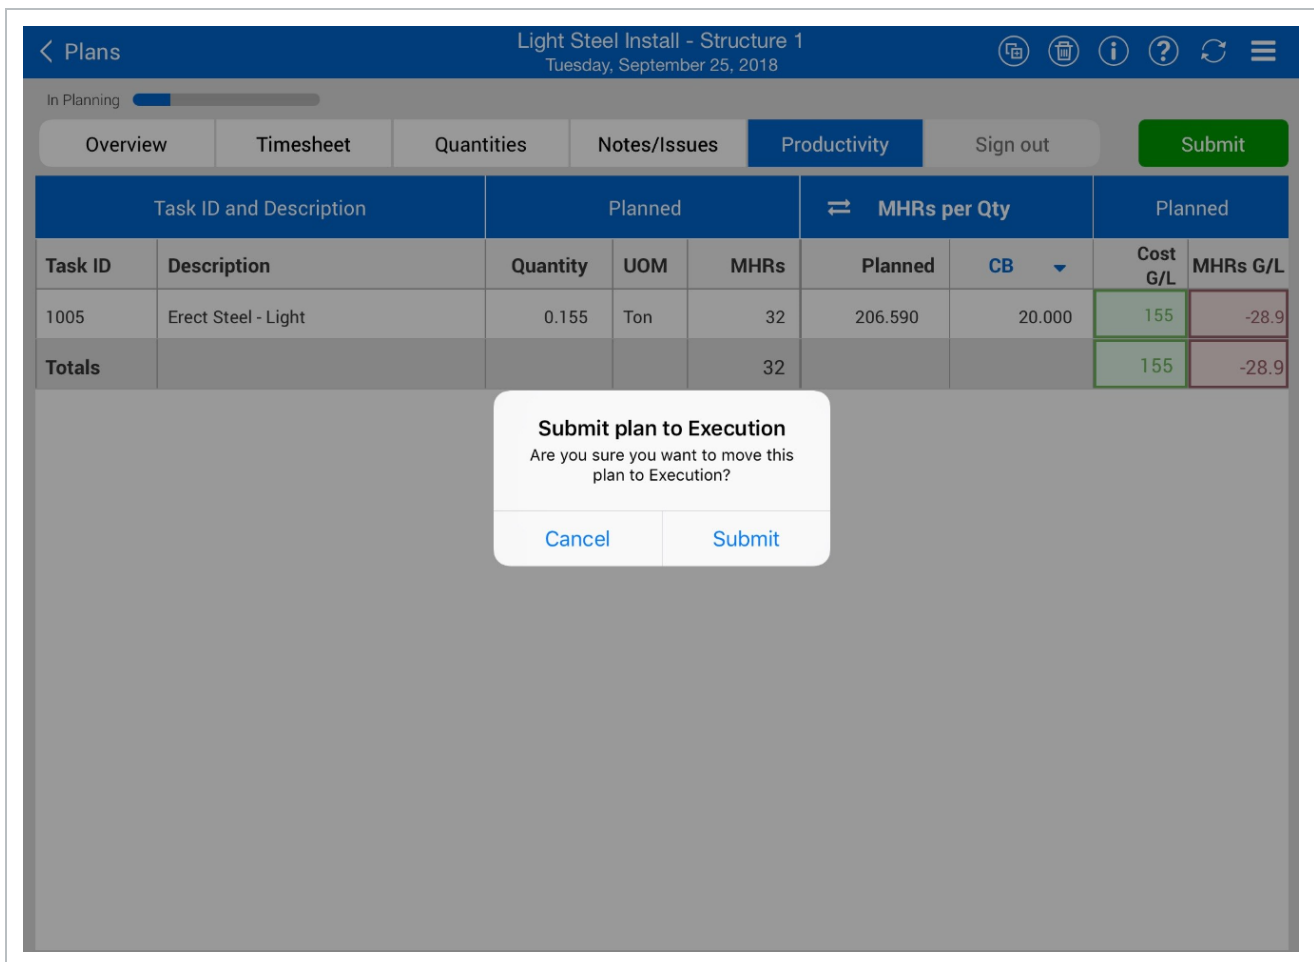 Plans
Light Steel Install - Structure 1
Tuesday, September 25, 2018
In Planning
Overview
Timesheet
Quantities
Notes/Issues
Productivity
Sign out
Submit
Task ID and Description
Planned
MHRs per Qty
Planned
Task ID
Description
Quantity
UOM
MHRs
Planned
CB
Cost
G/L
MHRs G/L
1005
Erect Steel - Light
0.155
Ton
32
206.590
20.000
155
-28.9
Totals
32
155
-28.9
Submit plan to Execution
Are you sure you want to move this
plan to Execution?
Cancel
Submit